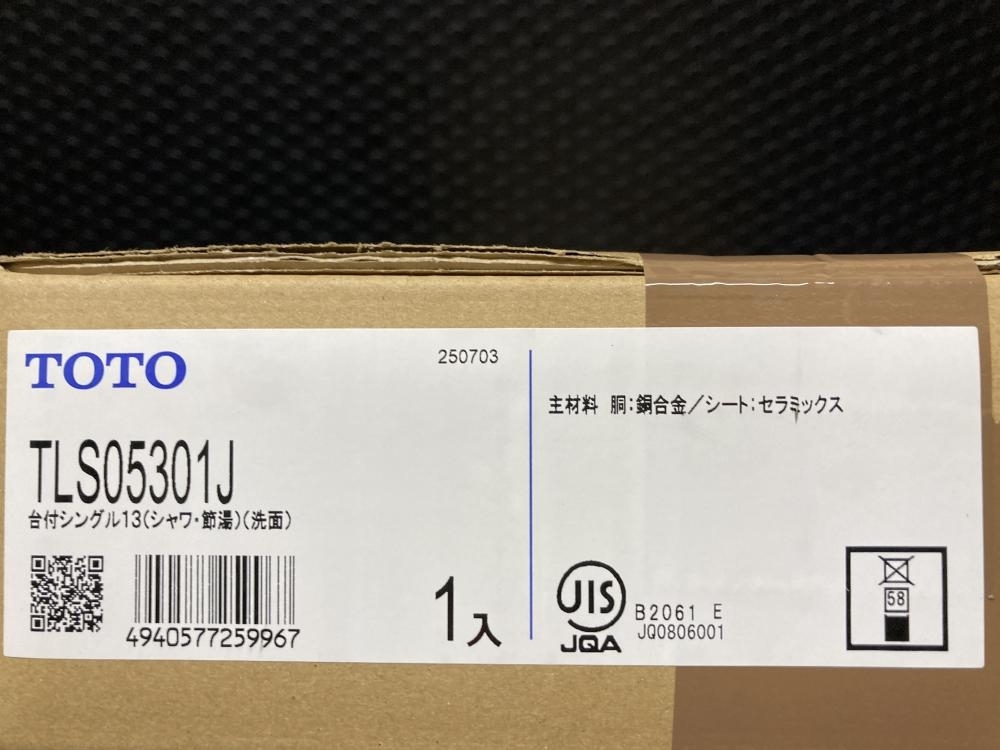 TOTO
250703
TLS05301J
台付シングル13(シャワ・節湯)(洗面)
4940577259967
1入
主材料 胴:銅合金/シート:セラミックス
JIS
JQA
B2061 E
JQ0806001
58